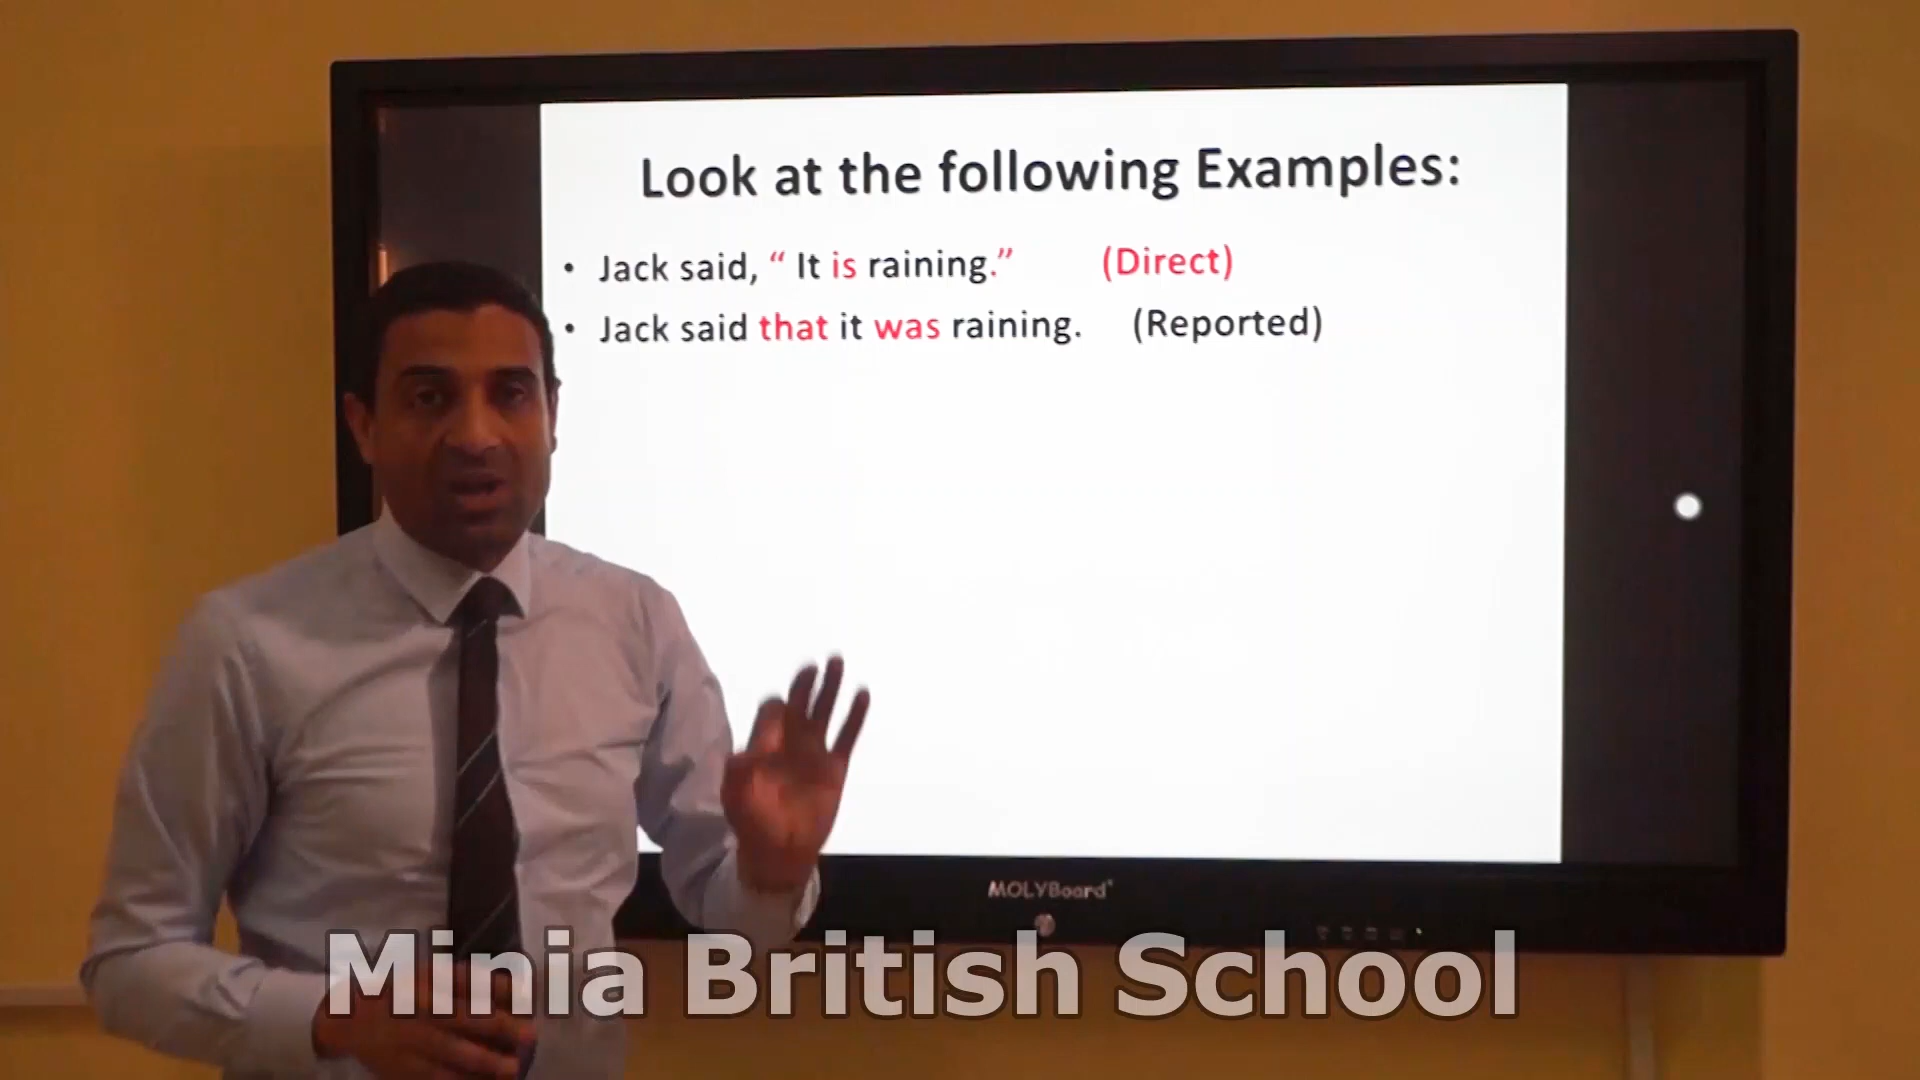 Look at the following Examples:
• Jack said, “ It is raining.” (Direct)
• Jack said that it was raining. (Reported)
MOLYBoard
Minia British School